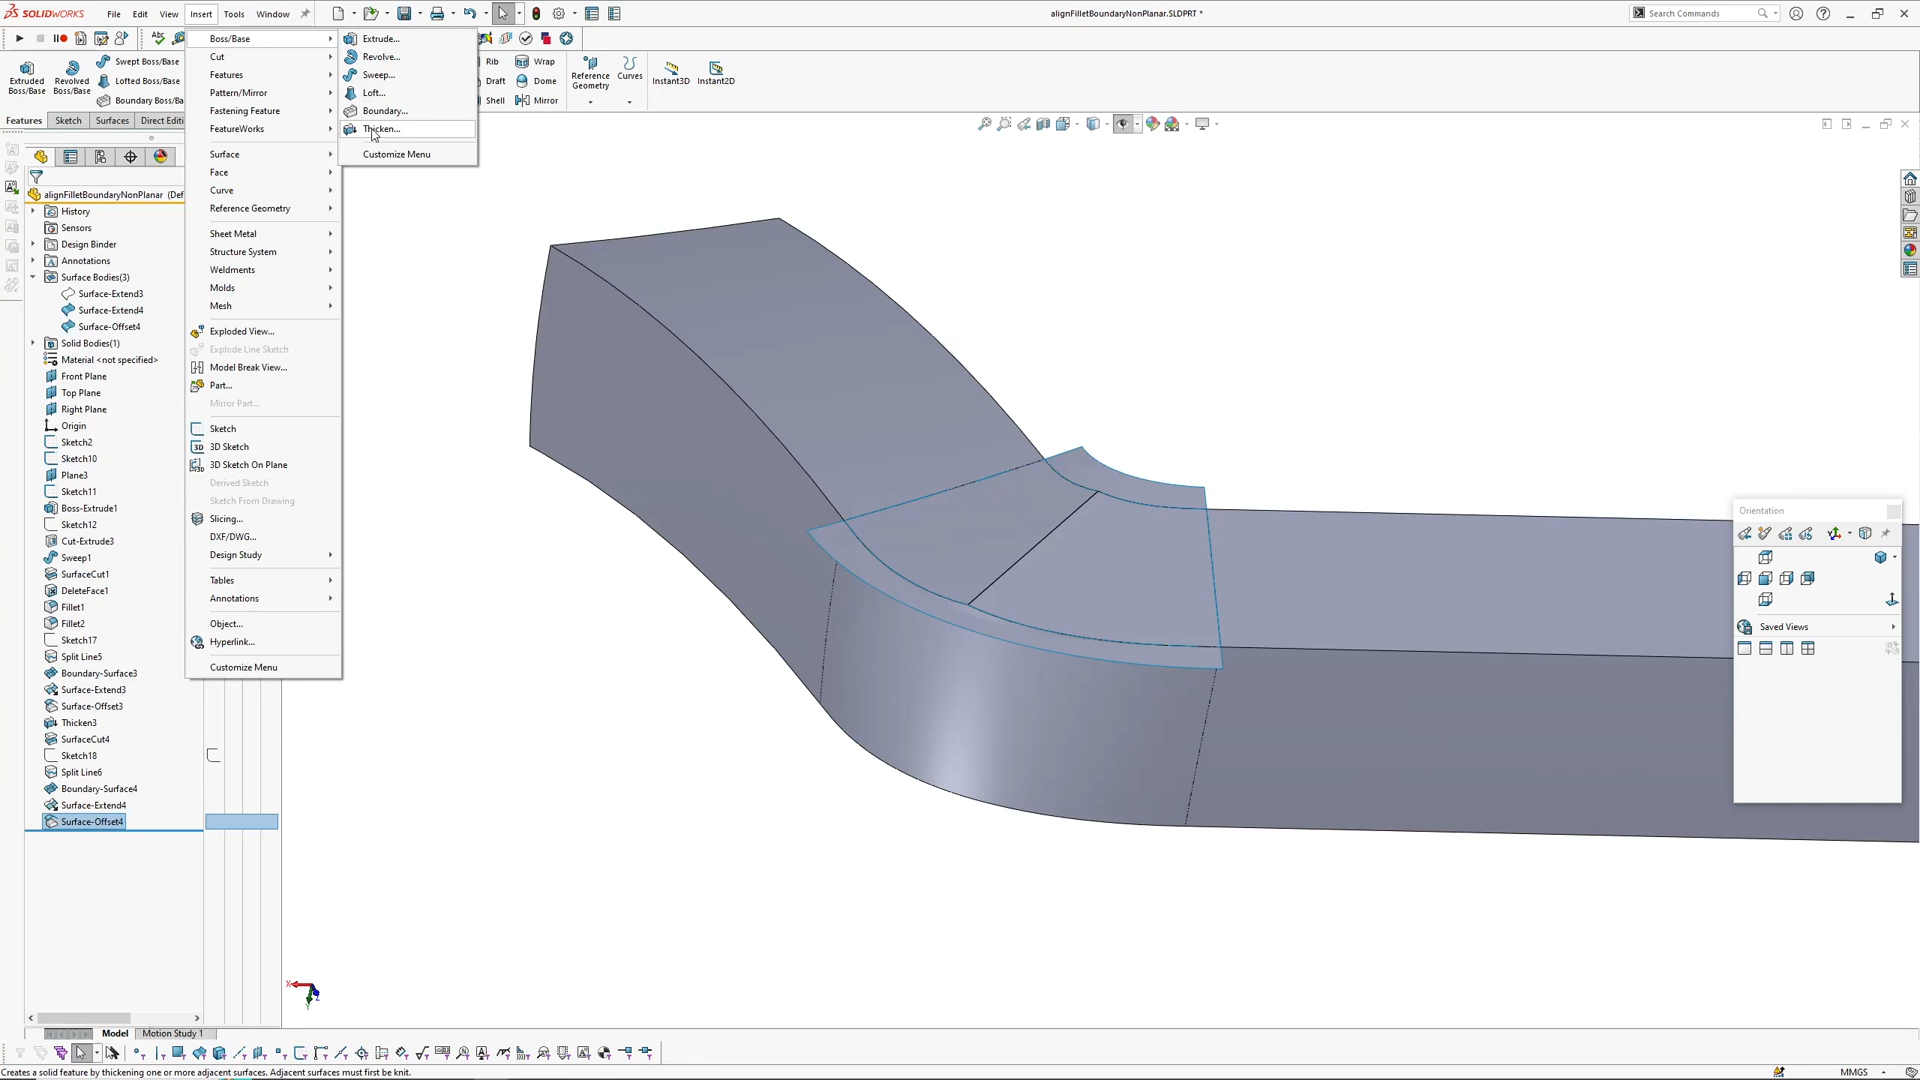 SOLIDWORKS
File
Edit
View
Insert
Tools
Window
alignFilletBoundaryNonPlanar.SLDPRT *
Search Commands
Extruded
Boss/Base
Revolved
Boss/Base
Swept Boss/Base
Lofted Boss/Base
Boundary Boss/Ba
Rib
Draft
Shell
Wrap
Dome
Mirror
Reference
Geometry
Curves
Instant3D
Instant2D
Features
Sketch
Surfaces
Direct Editi
Boss/Base
Cut
Features
Pattern/Mirror
Fastening Feature
FeatureWorks
Surface
Face
Curve
Reference Geometry
Sheet Metal
Structure System
Weldments
Molds
Mesh
Exploded View...
Explode Line Sketch
Model Break View...
Part...
Mirror Part...
Sketch
3D Sketch
3D Sketch On Plane
Derived Sketch
Sketch From Drawing
Slicing...
DXF/DWG...
Design Study
Tables
Annotations
Object...
Hyperlink...
Customize Menu
Extrude...
Revolve...
Sweep...
Loft...
Boundary...
Thicken...
Customize Menu
alignFilletBoundaryNonPlanar (Def
History
Sensors
Design Binder
Annotations
Surface Bodies(3)
Surface-Extend3
Surface-Extend4
Surface-Offset4
Solid Bodies(1)
Material <not specified>
Front Plane
Top Plane
Right Plane
Origin
Sketch2
Sketch10
Plane3
Sketch11
Boss-Extrude1
Sketch12
Cut-Extrude3
Sweep1
SurfaceCut1
DeleteFace1
Fillet1
Fillet2
Sketch17
Split Line5
Boundary-Surface3
Surface-Extend3
Surface-Offset3
Thicken3
SurfaceCut4
Sketch18
Split Line6
Boundary-Surface4
Surface-Extend4
Surface-Offset4
Orientation
Saved Views
X
Model
Motion Study 1
Creates a solid feature by thickening one or more adjacent surfaces. Adjacent surfaces must first be knit.
MMGS